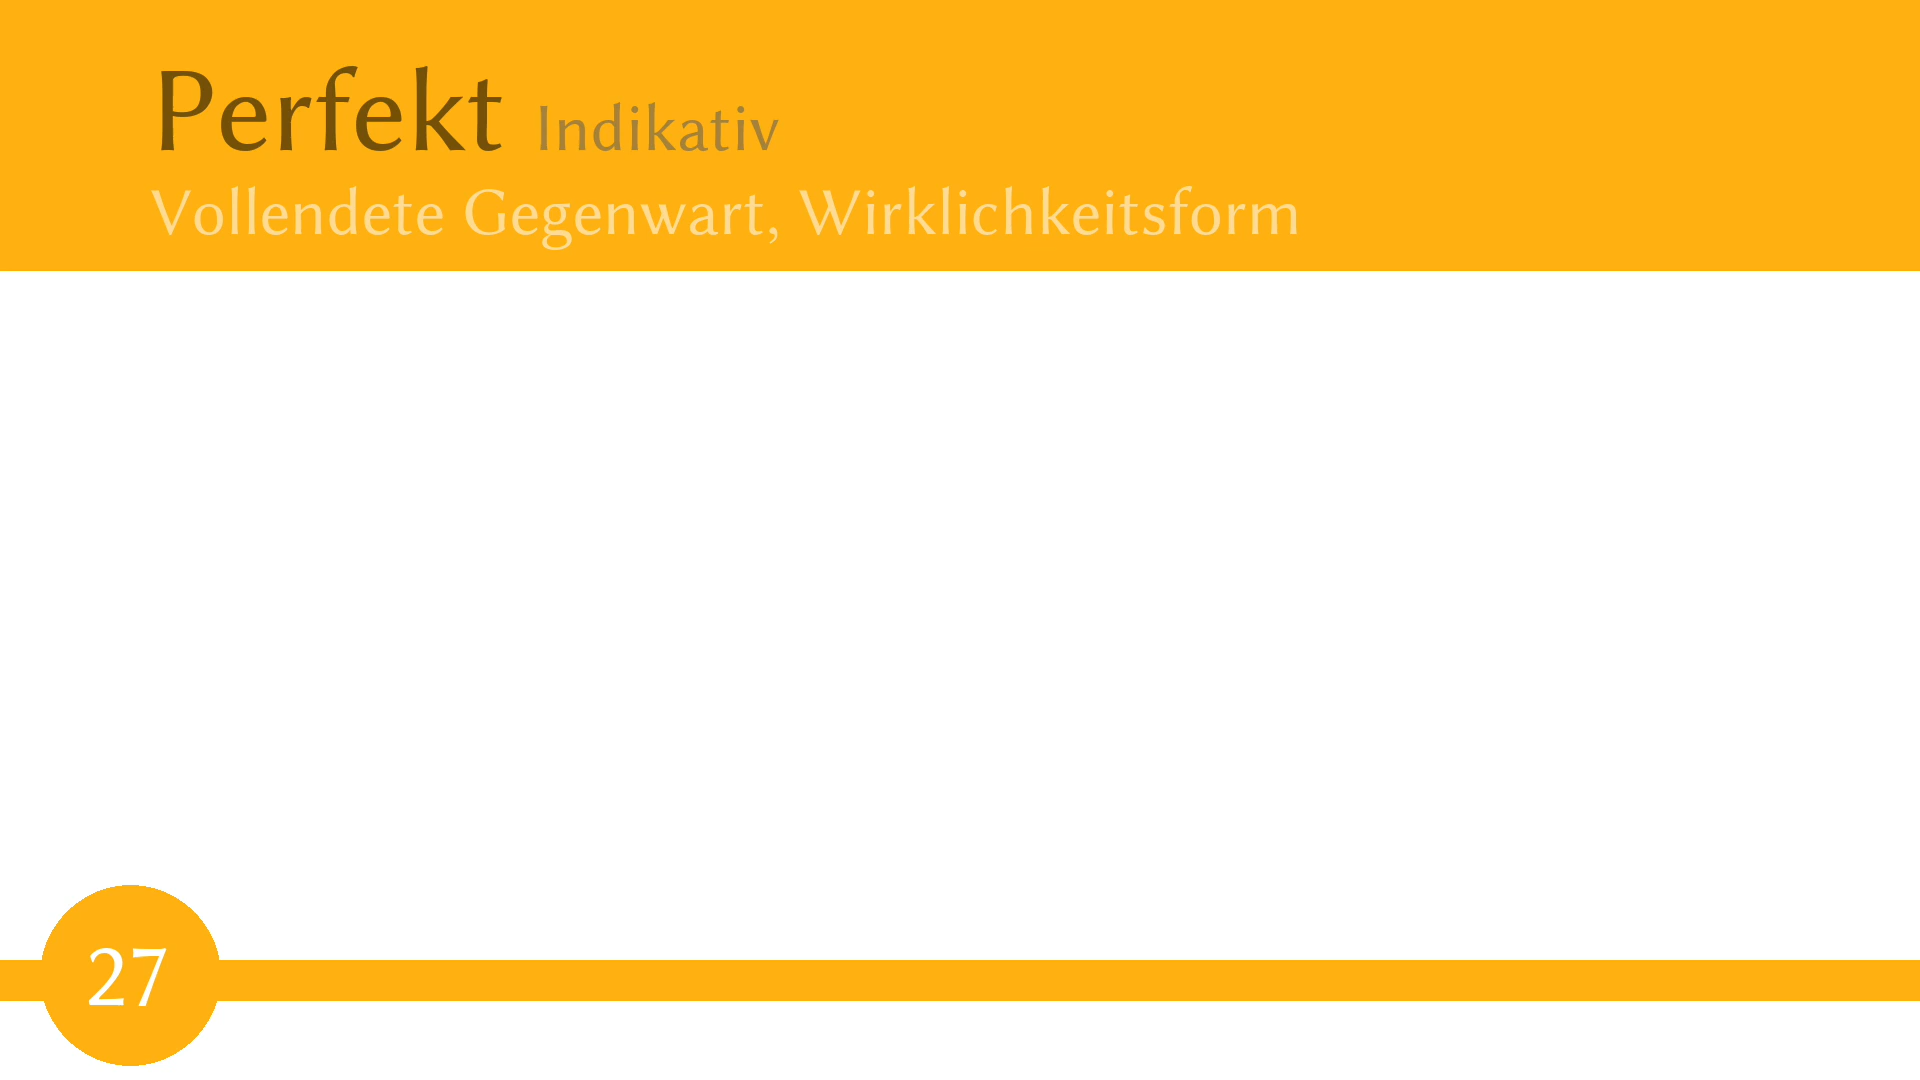 Perfekt Indikativ
Vollendete Gegenwart, Wirklichkeitsform
27